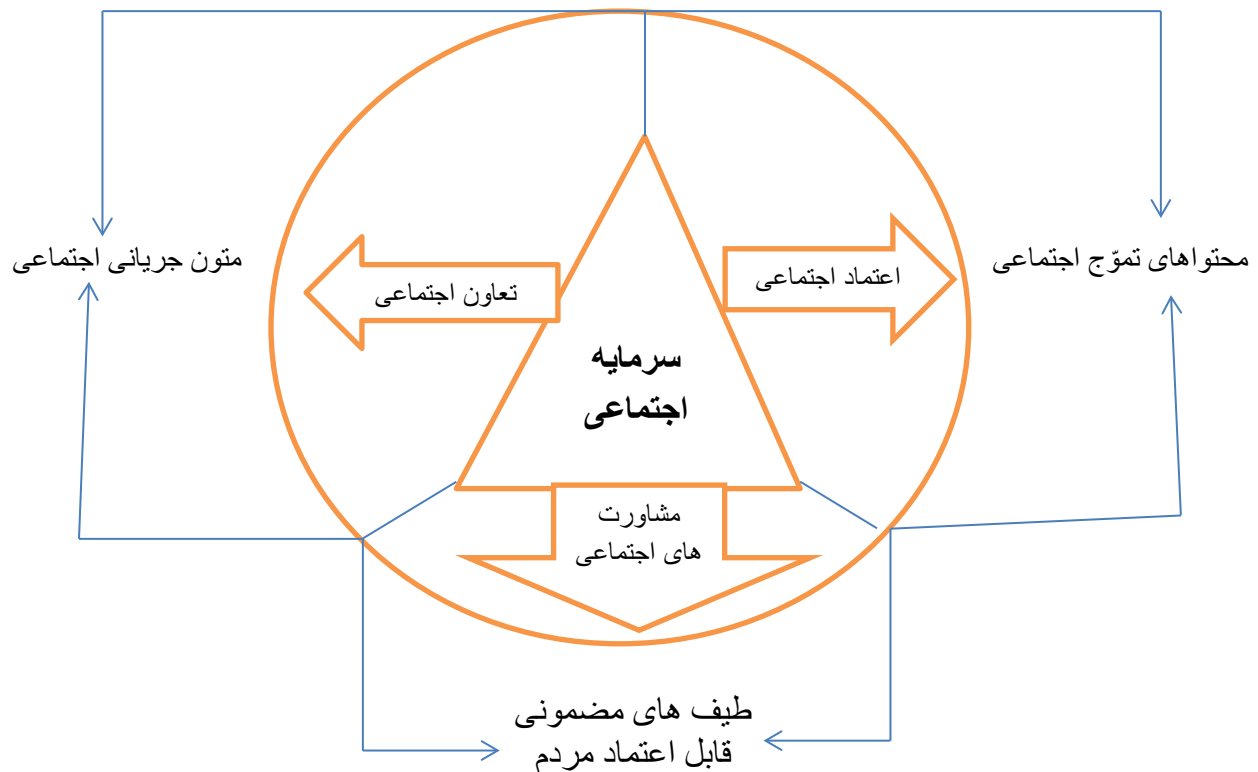 محتواهای تموّج اجتماعی
اعتماد اجتماعی
تعاون اجتماعی
متون جریانی اجتماعی
سرمایه
اجتماعی
مشاورت
های اجتماعی
طیف های مضمونی
قابل اعتماد مردم